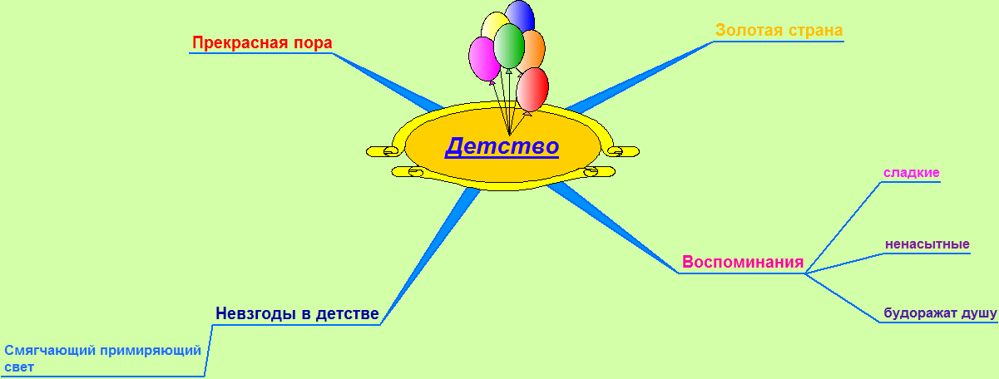 Прекрасная пора
Золотая страна
Детство
сладкие
ненасытные
Воспоминания
будоражат душу
Невзгоды в детстве
Смягчающий примиряющий
свет